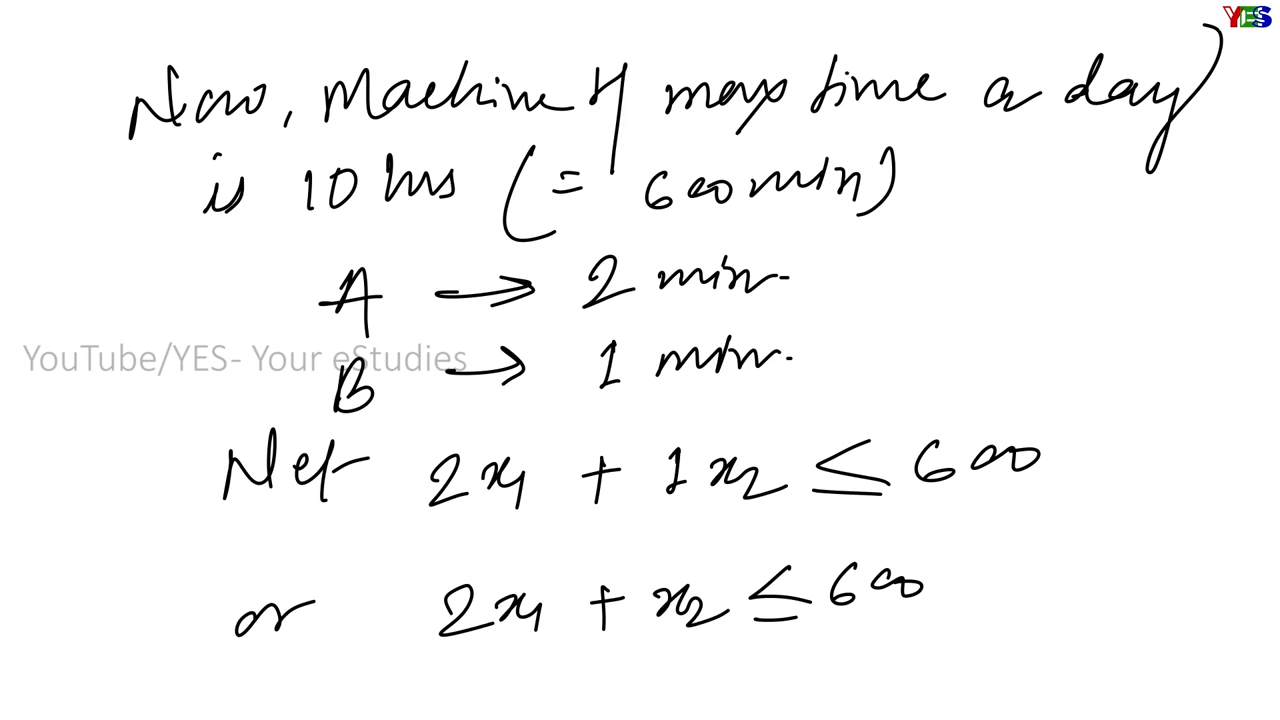 YES
Now, Machine H max time a day
is 10 hrs (= 600 min)
A → 2 min.
YouTube/YES- Your eStudies
B → 1 min.
Net 2x₁ + 1x₂ ≤ 600
or 2x₁ + x₂ ≤ 600